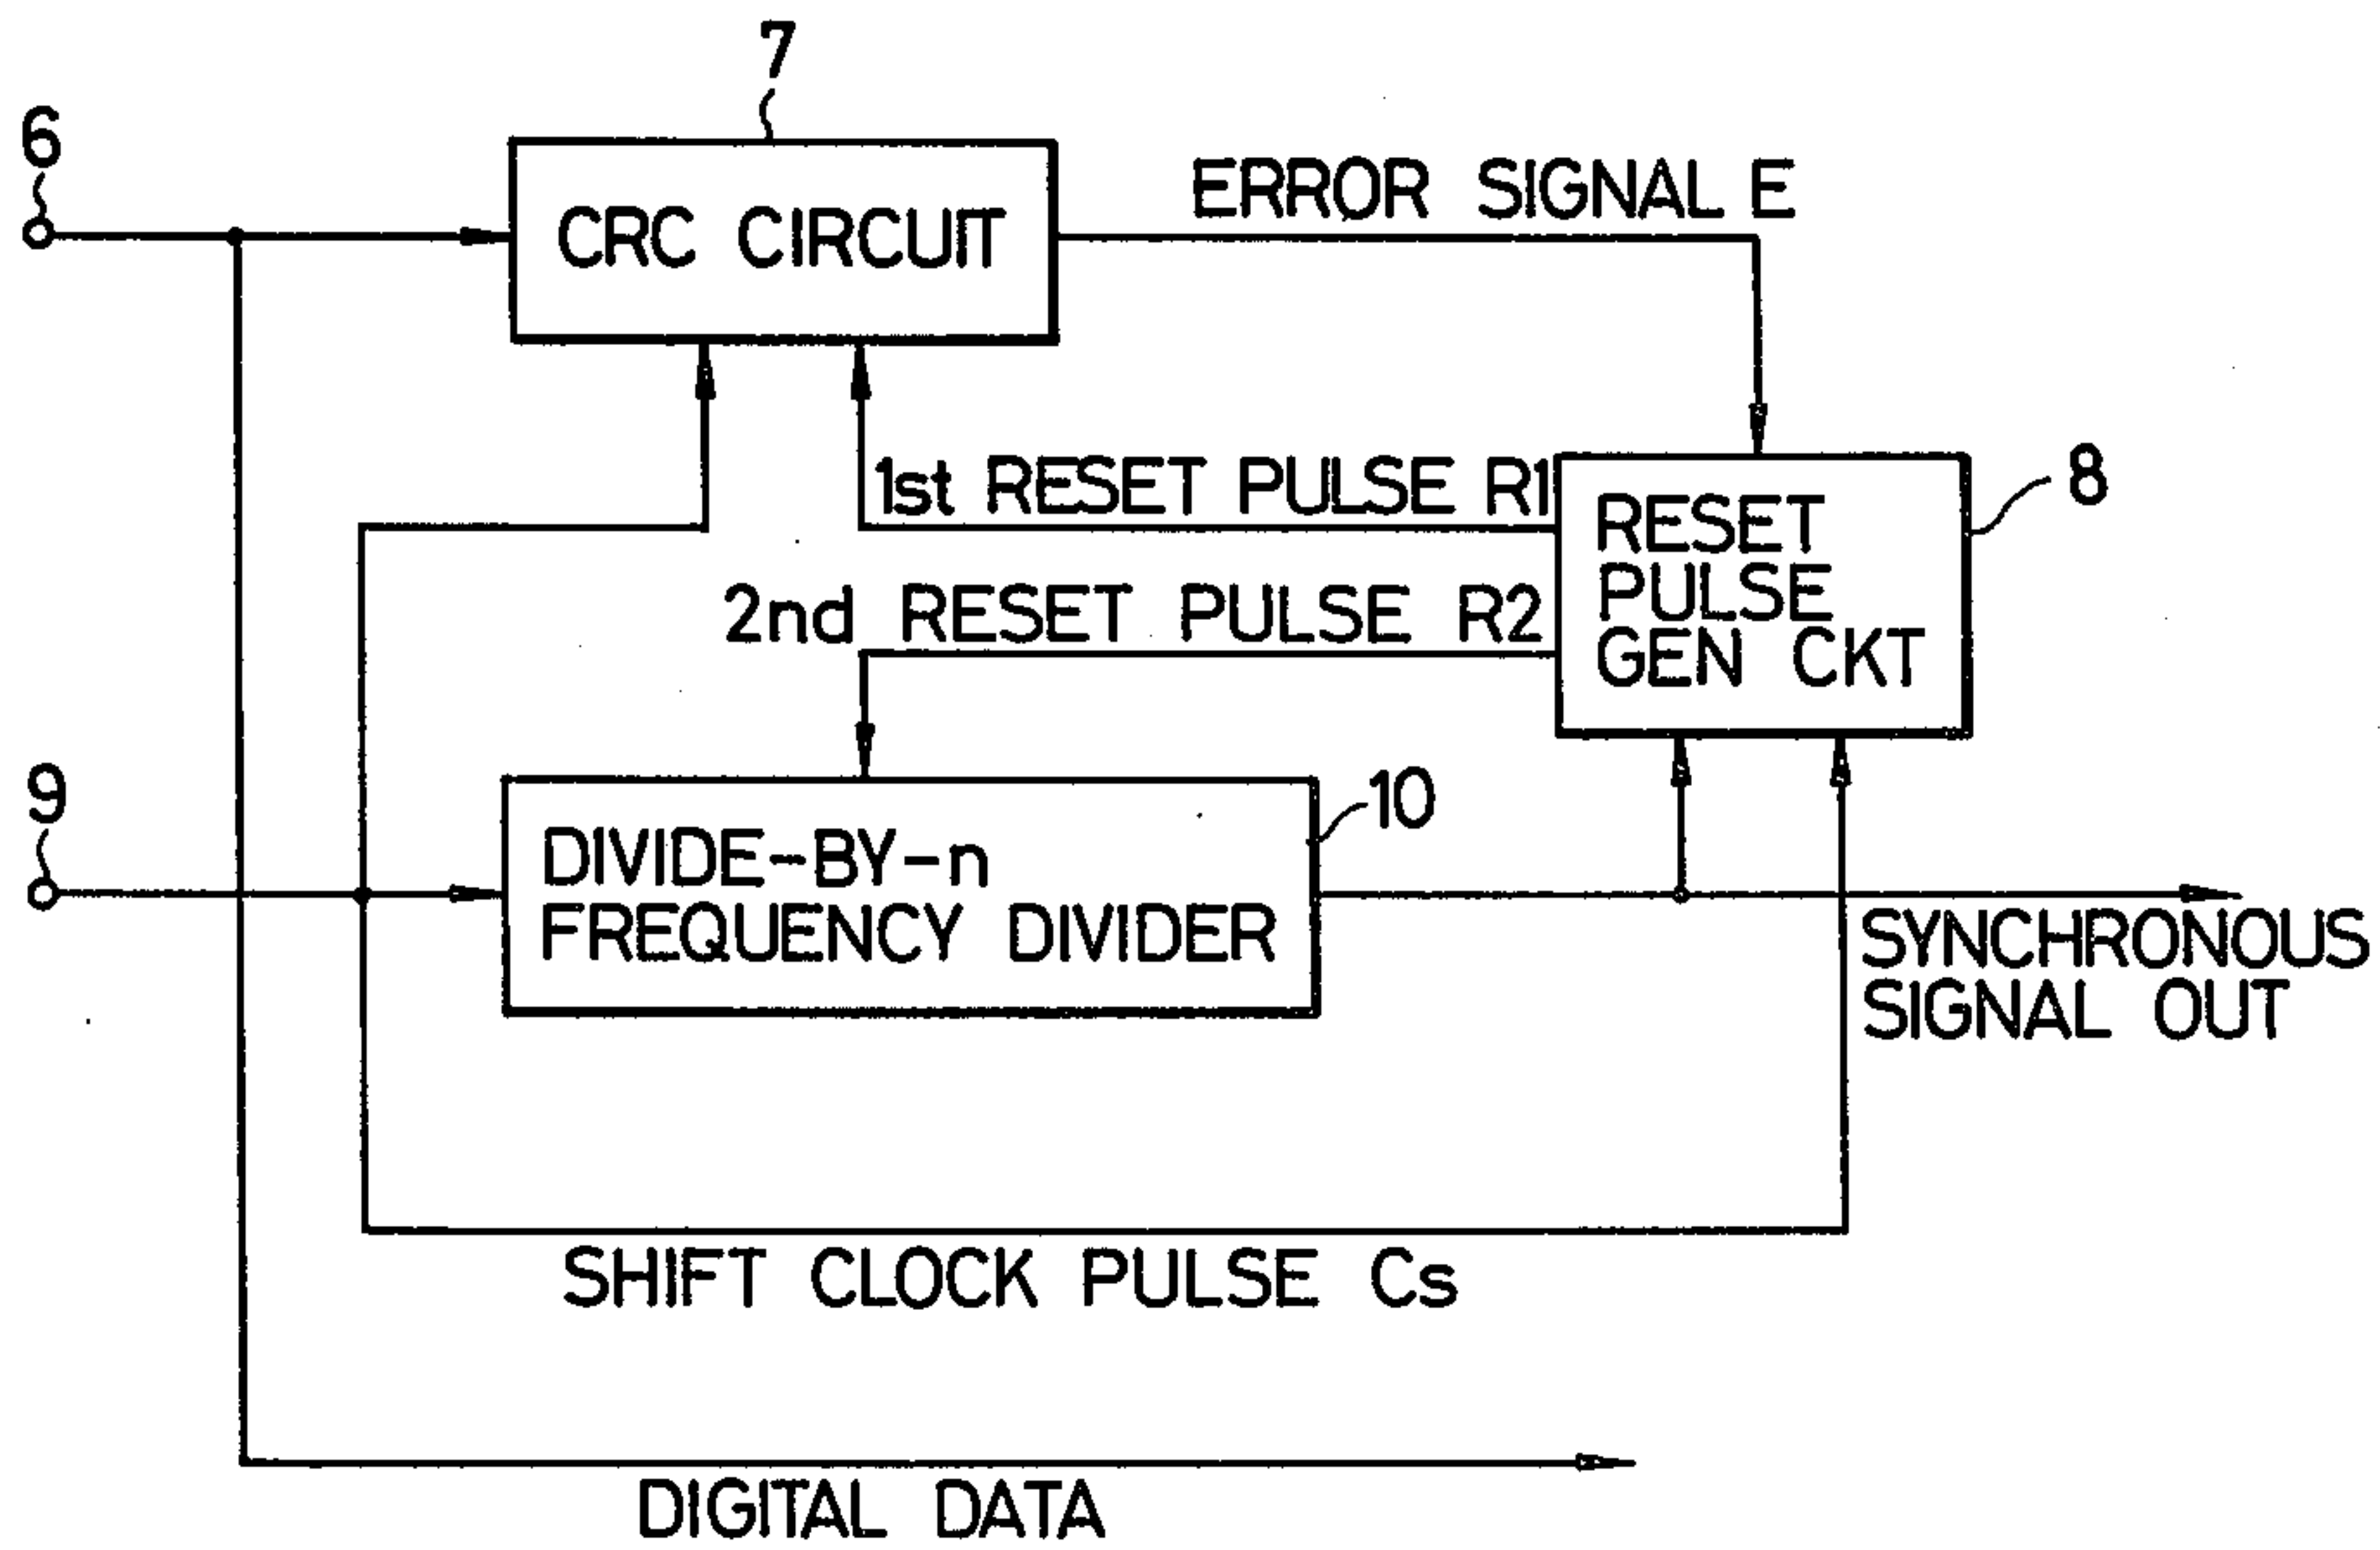 7
6
CRC CIRCUIT
ERROR SIGNAL E
1st RESET PULSE R1
8
RESET
PULSE
GEN CKT
2nd RESET PULSE R2
9
10
DIVIDE-BY-n
FREQUENCY DIVIDER
SYNCHRONOUS
SIGNAL OUT
SHIFT CLOCK PULSE Cs
DIGITAL DATA